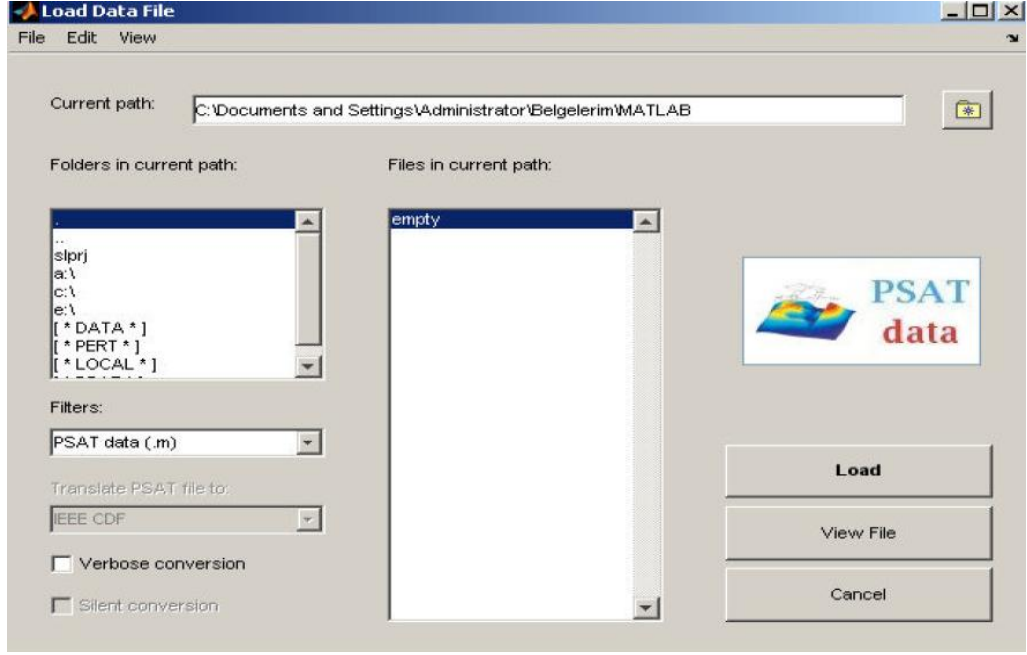 Load Data File
File Edit View
Current path:
C:\Documents and Settings\Administrator\Belgelerim\MATLAB
Folders in current path:
.
..
slprj
a:\
c:\
e:\
[ * DATA * ]
[ * PERT * ]
[ * LOCAL * ]
Files in current path:
empty
PSAT
data
Filters:
PSAT data (.m)
Translate PSAT file to:
IEEE CDF
Verbose conversion
Silent conversion
Load
View File
Cancel